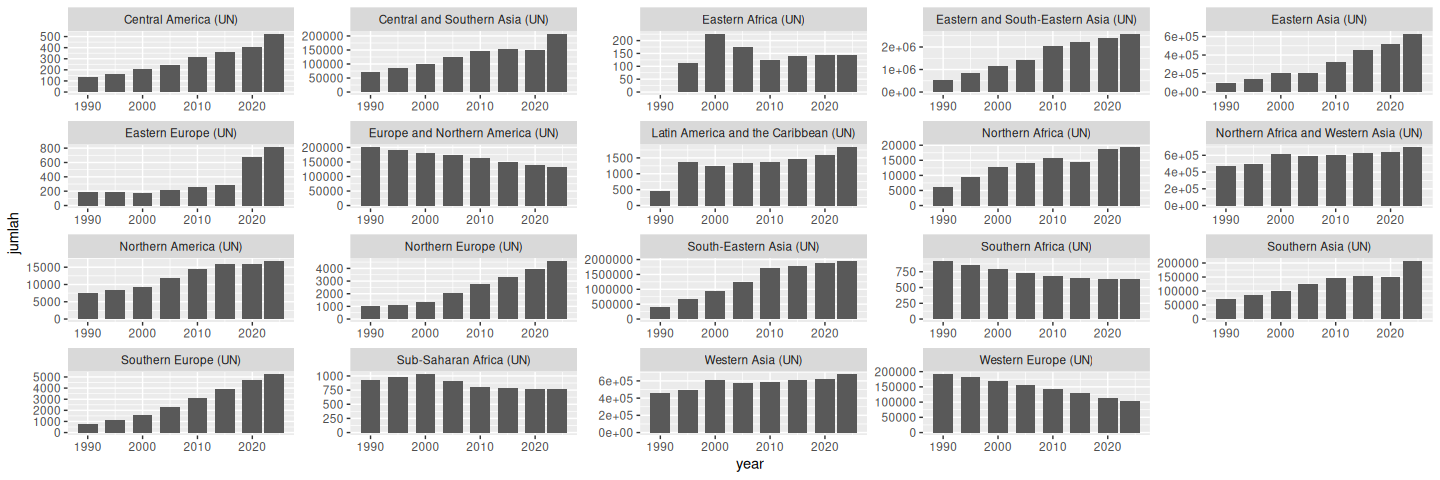 Central America (UN) Central and Southern Asia (UN) Eastern Africa (UN) Eastern and South-Eastern Asia (UN) Eastern Asia (UN)
500 400 300 200 100 0
200000 150000 100000 50000 0
200 150 100 50 0
2e+06 1e+06 0e+00
6e+05 4e+05 2e+05 0e+00
1990 2000 2010 2020 1990 2000 2010 2020 1990 2000 2010 2020 1990 2000 2010 2020 1990 2000 2010 2020
Eastern Europe (UN) Europe and Northern America (UN) Latin America and the Caribbean (UN) Northern Africa (UN) Northern Africa and Western Asia (UN)
800 600 400 200 0
200000 150000 100000 50000 0
1500 1000 500 0
20000 15000 10000 5000 0
6e+05 4e+05 2e+05 0e+00
1990 2000 2010 2020 1990 2000 2010 2020 1990 2000 2010 2020 1990 2000 2010 2020 1990 2000 2010 2020
jumlah
Northern America (UN) Northern Europe (UN) South-Eastern Asia (UN) Southern Africa (UN) Southern Asia (UN)
15000 10000 5000 0
4000 3000 2000 1000 0
2000000 1500000 1000000 500000 0
750 500 250 0
200000 150000 100000 50000 0
1990 2000 2010 2020 1990 2000 2010 2020 1990 2000 2010 2020 1990 2000 2010 2020 1990 2000 2010 2020
Southern Europe (UN) Sub-Saharan Africa (UN) Western Asia (UN) Western Europe (UN)
5000 4000 3000 2000 1000 0
1000 750 500 250 0
6e+05 4e+05 2e+05 0e+00
200000 150000 100000 50000 0
1990 2000 2010 2020 1990 2000 2010 2020 1990 2000 2010 2020 1990 2000 2010 2020
year